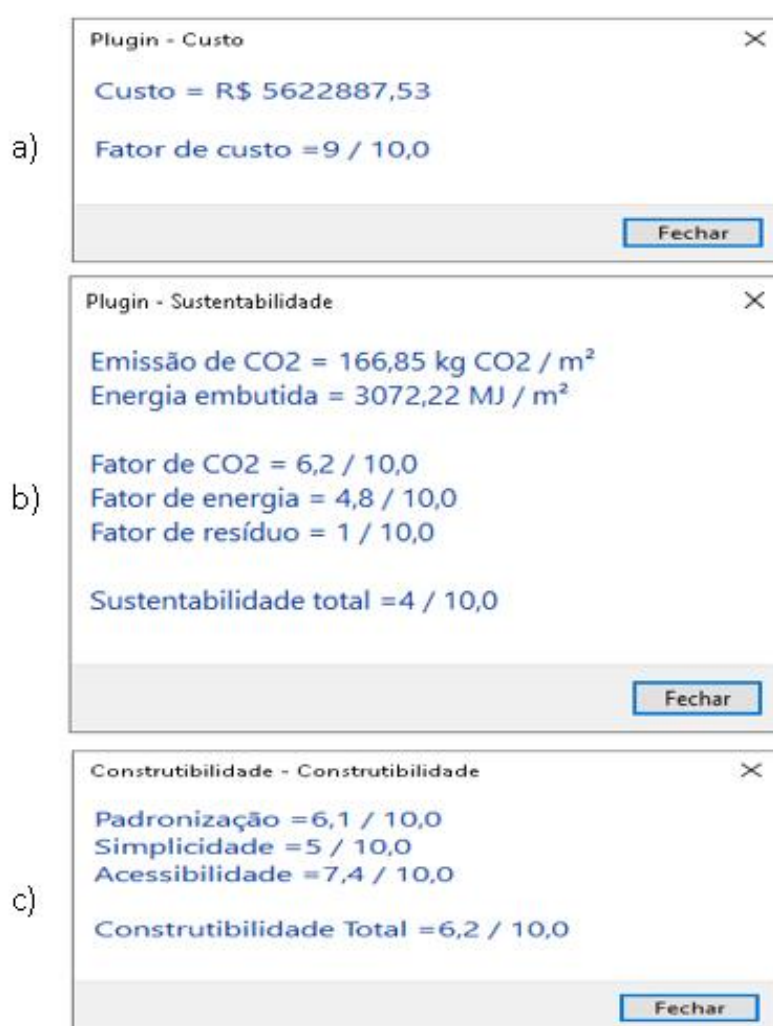 Plugin - Custo
Custo = R$ 5622887,53
a)
Fator de custo =9 / 10,0
Fechar
Plugin - Sustentabilidade
Emissão de CO2 = 166,85 kg CO2 / m²
Energia embutida = 3072,22 MJ / m²
Fator de CO2 = 6,2 / 10,0
b)
Fator de energia = 4,8 / 10,0
Fator de resíduo = 1 / 10,0
Sustentabilidade total =4 / 10,0
Fechar
Construtibilidade - Construtibilidade
Padronização =6,1 / 10,0
Simplicidade =5 / 10,0
Acessibilidade =7,4 / 10,0
c)
Construtibilidade Total =6,2 / 10,0
Fechar